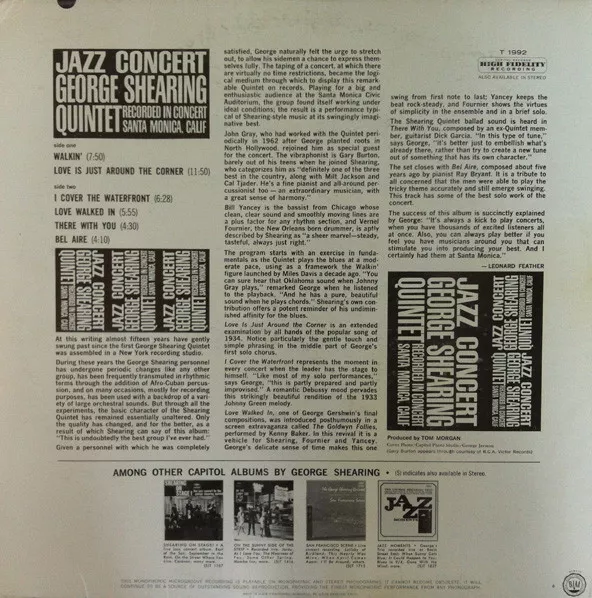 JAZZ CONCERT
GEORGE SHEARING
QUINTET RECORDED IN CONCERT
SANTA MONICA, CALIF
side one
WALKIN' (7:50)
LOVE IS JUST AROUND THE CORNER (11:50)
side two
I COVER THE WATERFRONT (6:28)
LOVE WALKED IN (5:55)
THERE WITH YOU (4:30)
BEL AIRE (4:10)
JAZZ CONCERT
GEORGE SHEARING
QUINTET RECORDED IN CONCERT
SANTA MONICA, CALIF
At this writing almost fifteen years have gently
swung past since the first George Shearing Quintet
was assembled in a New York recording studio.
During these years the George Shearing personnel
has undergone periodic changes like any other
group, has been frequently transmuted in rhythmic
forms through the addition of Afro-Cuban percus-
sion, and on many occasions, mostly for recording
purposes, has been used with a backdrop of a vari-
ety of large orchestral sounds. But through all the
experiments, the basic character of the Shearing
Quintet has remained essentially unaltered. Only
the quality has changed, and for the better, as a
result of which Shearing can say of this album:
"This is undoubtedly the best group I've ever had."
Given a personnel with which he was completely
satisfied, George naturally felt the urge to stretch
out, to allow his sidemen a chance to express them-
selves fully. The taping of a concert, at which there
are virtually no time restrictions, became the logi-
cal medium through which to display this remark-
able Quintet on records. Playing for a big and
enthusiastic audience at the Santa Monica Civic
Auditorium, the group found itself working under
ideal conditions; the result is a performance typi-
cal of Shearing-style music at its swingingly imagi-
native best.
John Gray, who had worked with the Quintet peri-
odically in 1962 after George planted roots in
North Hollywood, rejoined him as special guest
for the concert. The vibraphonist is Gary Burton,
barely out of his teens when he joined Shearing,
who categorizes him as "definitely one of the three
best in the country, along with Milt Jackson and
Cal Tjader. He's a fine pianist and all-around per-
cussionist too — an extraordinary musician, with
a great sense of harmony."
Bill Yancey is the bassist from Chicago whose
clean, clear sound and smoothly moving lines are
a plus factor for any rhythm section, and Vernel
Fournier, the New Orleans born drummer, is aptly
described by Shearing as "a sheer marvel—steady,
tasteful, always just right."
The program starts with an exercise in funda-
mentals as the Quintet plays the blues at a mod-
erate pace, using as a framework the Walkin'
figure launched by Miles Davis a decade ago. "You
can sure hear that Oklahoma sound when Johnny
Gray plays," remarked George when he listened
to the playback. "And he has a pure, beautiful
sound when he plays chords." Shearing's own con-
tribution offers a potent reminder of his undimin-
ished affinity for the blues.
Love Is Just Around the Corner is an extended
examination by all hands of the popular song of
1934. Notice particularly the gentle touch and
simple phrasing in the middle part of George's
first solo chorus.
I Cover the Waterfront represents the moment in
every concert when the leader has the stage to
himself. "Like most of my solo performances,"
says George, "this is partly prepared and partly
improvised." A romantic Debussy mood pervades
this strikingly beautiful rendition of the 1933
Johnny Green melody.
Love Walked In, one of George Gershwin's final
compositions, was introduced posthumously in a
screen extravaganza called The Goldwyn Follies,
performed by Kenny Baker. In this revival it is a
vehicle for Shearing, Fournier and Yancey.
George's delicate sense of time makes this one
T 1992
HIGH FIDELITY
RECORDING
ALSO AVAILABLE IN STEREO
swing from first note to last; Yancey keeps the
beat rock-steady, and Fournier shows the virtues
of simplicity in the ensemble and in a brief solo.
The Shearing Quintet ballad sound is heard in
There With You, composed by an ex-Quintet mem-
ber, guitarist Dick Garcia. "In this type of tune,"
says George, "it's better just to embellish what's
already there, rather than try to create a new tune
out of something that has its own character."
The set closes with Bel Aire, composed about five
years ago by pianist Ray Bryant. It is a tribute to
all concerned that the men were able to play the
tricky theme accurately and still emerge swinging.
This track has some of the best solo work of the
concert.
The success of this album is succinctly explained
by George: "It's always a kick to play concerts,
when you have thousands of excited listeners all
at once. Also, you can always play better if you
feel you have musicians around you that can
stimulate you into producing your best. And I
certainly had them at Santa Monica."
— LEONARD FEATHER
JAZZ CONCERT
GEORGE SHEARING
QUINTET
RECORDED IN CONCERT
SANTA MONICA, CALIF
Produced by TOM MORGAN
AMONG OTHER CAPITOL ALBUMS BY GEORGE SHEARING • (S) indicates also available in Stereo.
JAZZ
MOMENTS